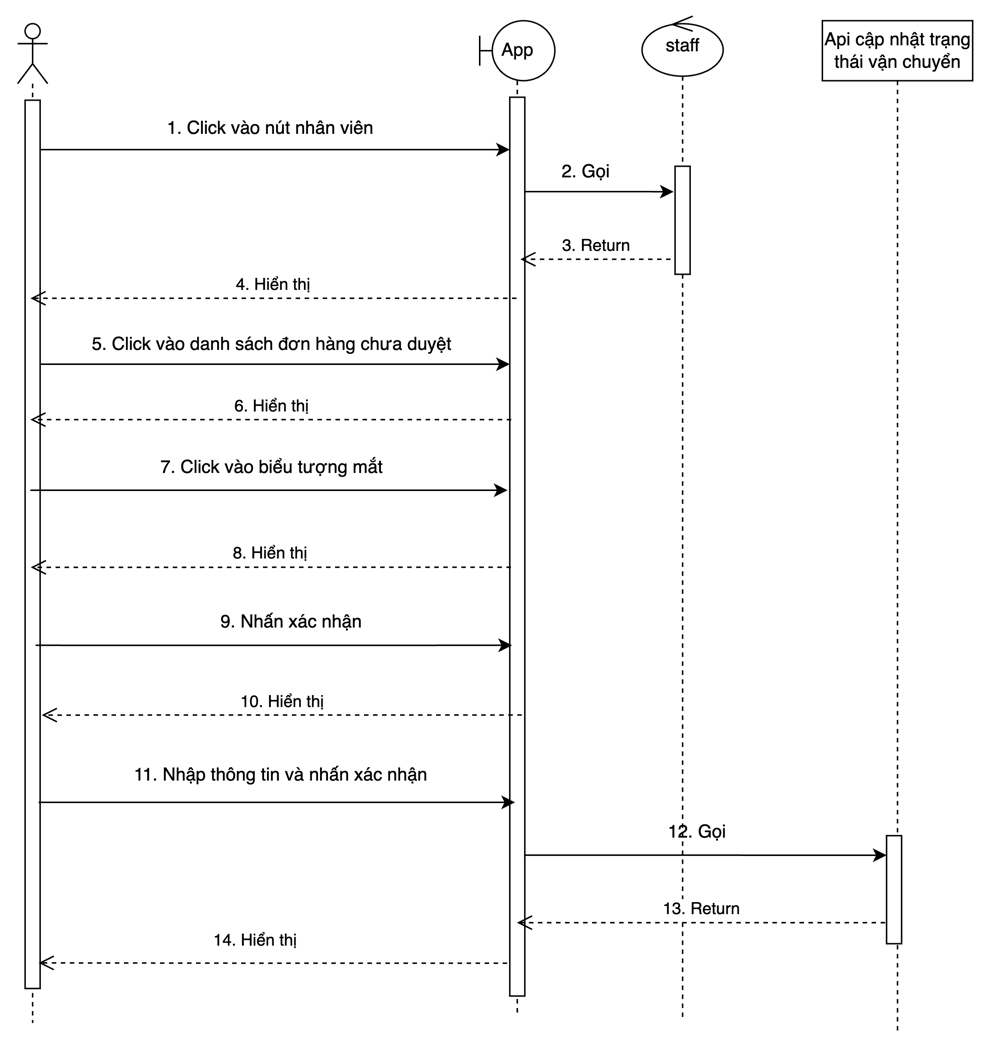 App
staff
Api cập nhật trạng
thái vận chuyển
1. Click vào nút nhân viên
2. Gọi
3. Return
4. Hiển thị
5. Click vào danh sách đơn hàng chưa duyệt
6. Hiển thị
7. Click vào biểu tượng mắt
8. Hiển thị
9. Nhấn xác nhận
10. Hiển thị
11. Nhập thông tin và nhấn xác nhận
12. Gọi
13. Return
14. Hiển thị